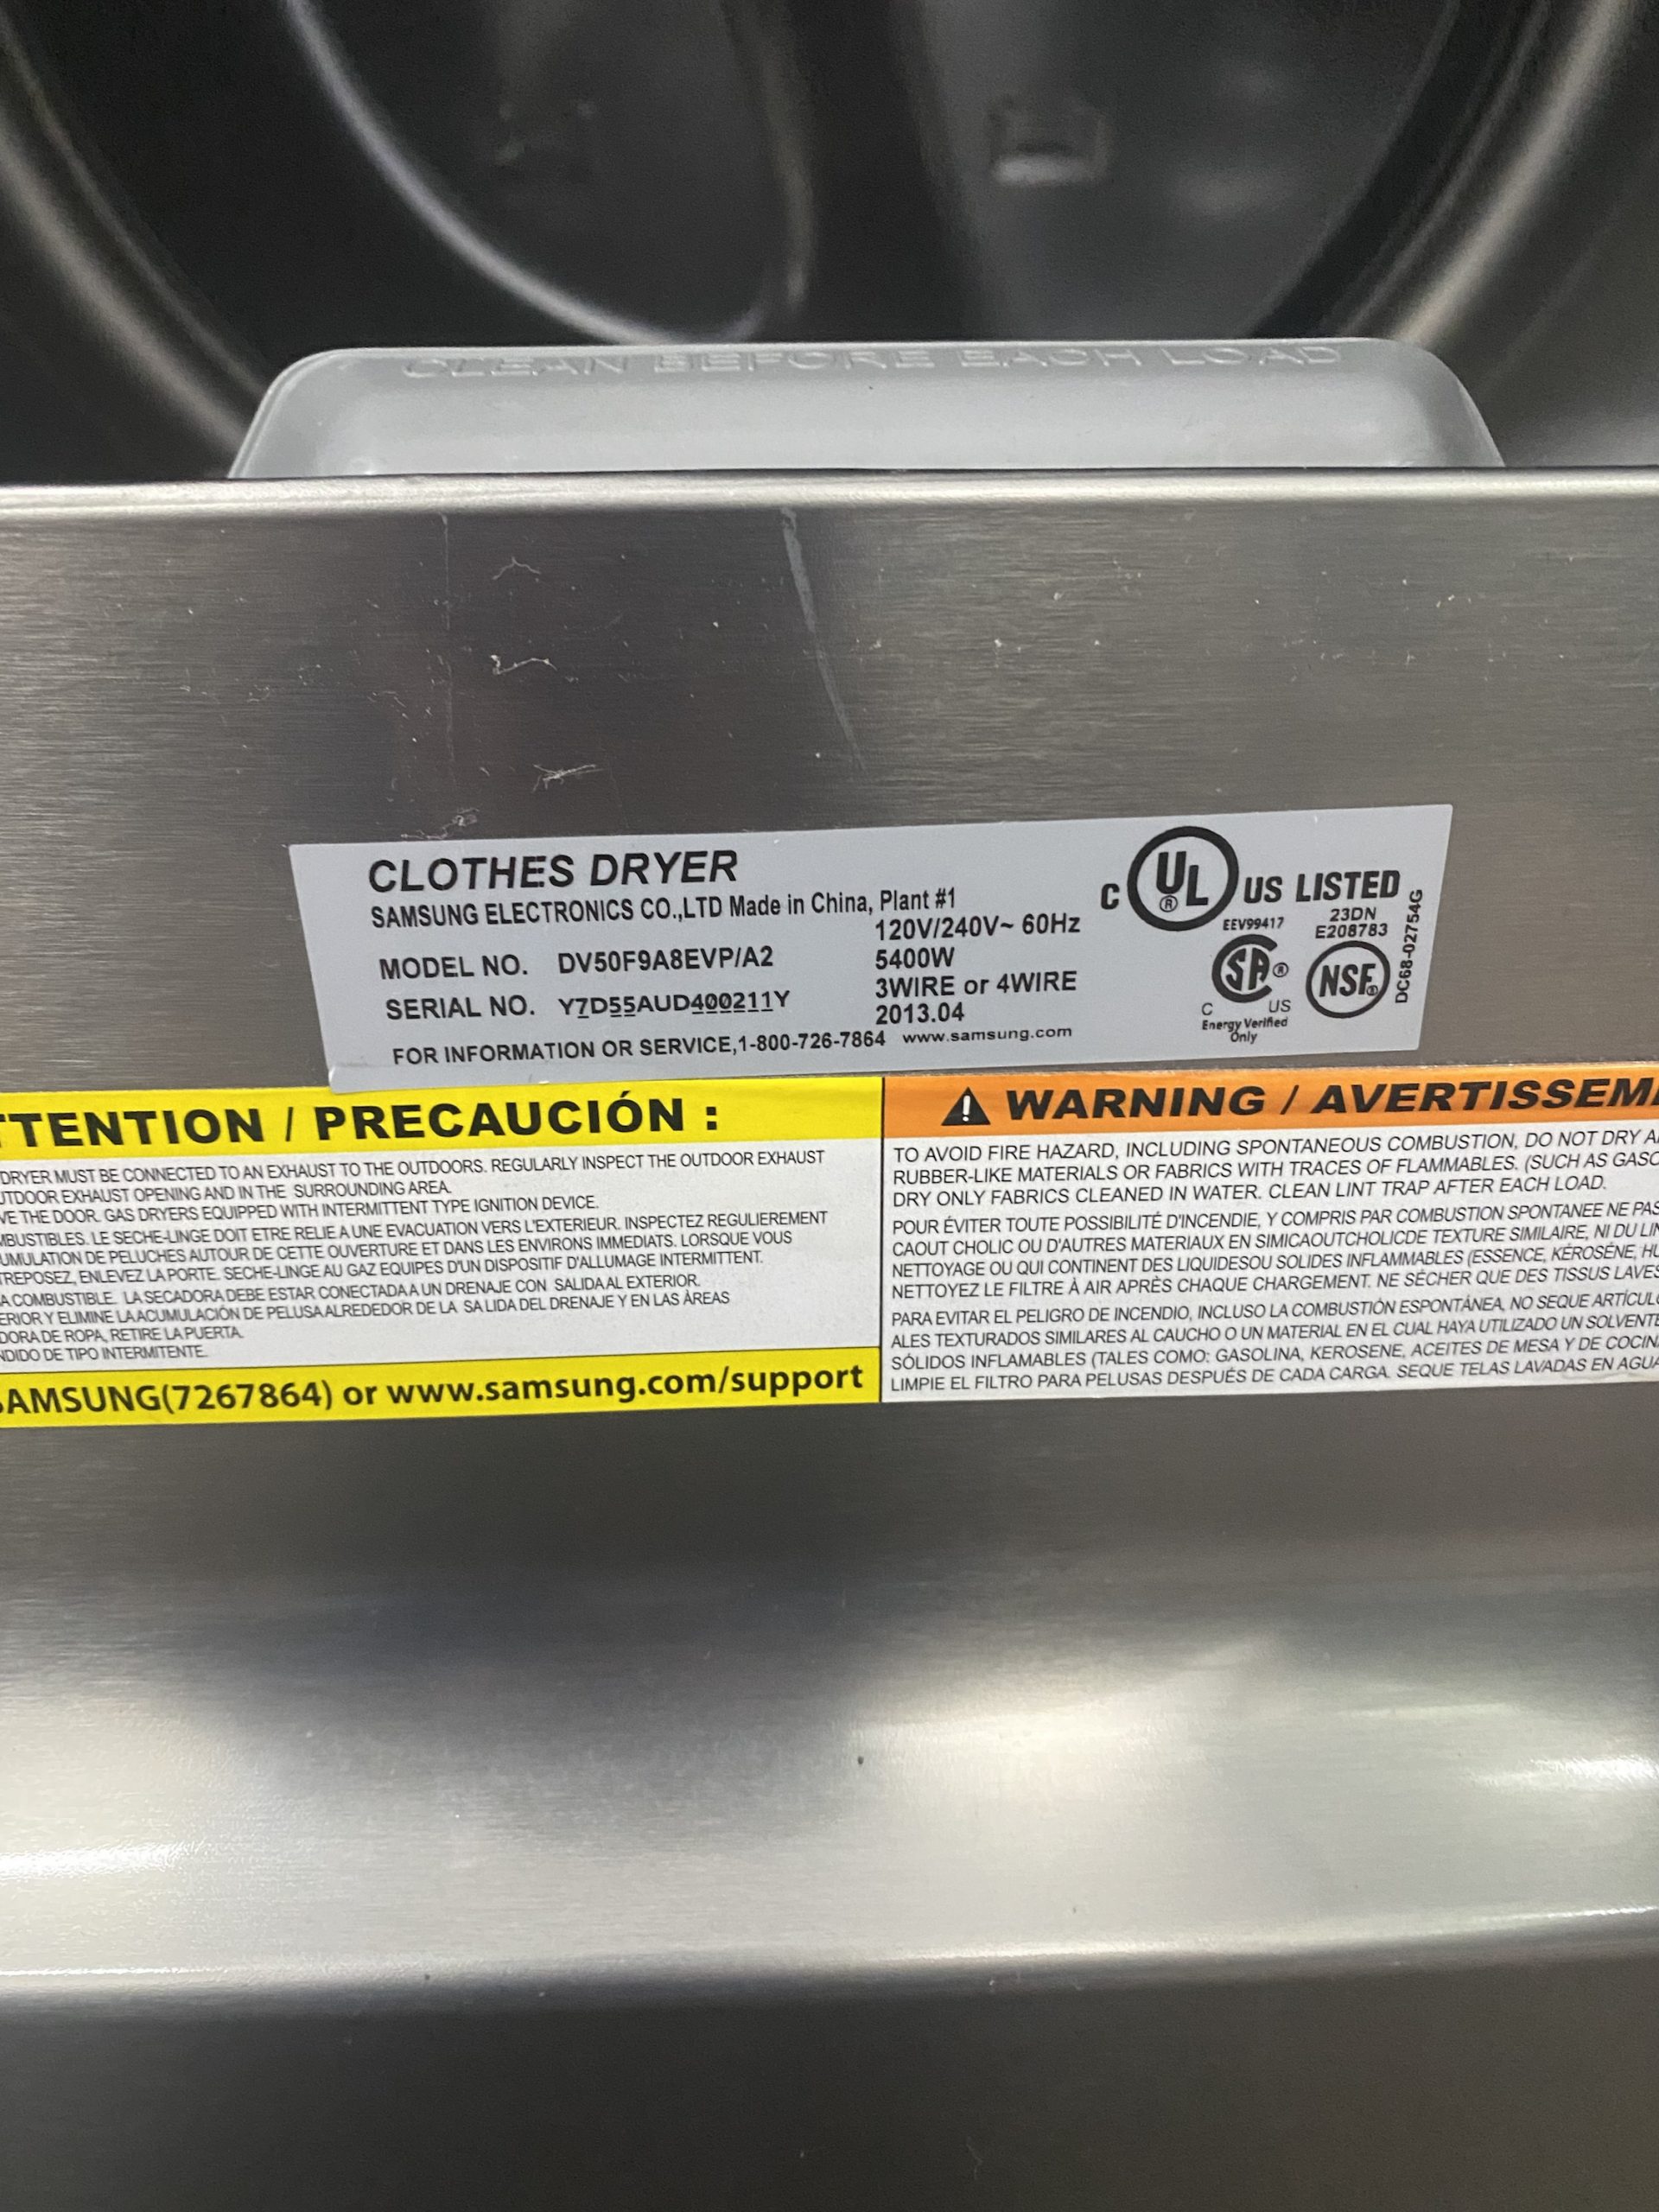 CLEAN BEFORE EACH LOAD
CLOTHES DRYER
SAMSUNG ELECTRONICS CO.,LTD Made in China, Plant #1
120V/240V~ 60Hz
MODEL NO. DV50F9A8EVP/A2
5400W
3WIRE or 4WIRE
SERIAL NO. Y7D55AUD400211Y
2013.04
FOR INFORMATION OR SERVICE,1-800-726-7864 www.samsung.com
C UL ® US LISTED
EEV99417
23DN
E208783
SA ®
C US
Energy Verified
Only
NSF ®
DC68-02754G
TTENTION / PRECAUCIÓN :
DRYER MUST BE CONNECTED TO AN EXHAUST TO THE OUTDOORS. REGULARLY INSPECT THE OUTDOOR EXHAUST
UTDOOR EXHAUST OPENING AND IN THE SURROUNDING AREA.
VE THE DOOR. GAS DRYERS EQUIPPED WITH INTERMITTENT TYPE IGNITION DEVICE.
MBUSTIBLES. LE SECHE-LINGE DOIT ETRE RELIE A UNE EVACUATION VERS L'EXTERIEUR. INSPECTEZ REGULIEREMENT
UMULATION DE PELUCHES AUTOUR DE CETTE OUVERTURE ET DANS LES ENVIRONS IMMEDIATS. LORSQUE VOUS
TREPOSEZ, ENLEVEZ LA PORTE. SECHE-LINGE AU GAZ EQUIPES D'UN DISPOSITIF D'ALLUMAGE INTERMITTENT.
A COMBUSTIBLE. LA SECADORA DEBE ESTAR CONECTADA A UN DRENAJE CON SALIDA AL EXTERIOR.
ERIOR Y ELIMINE LA ACUMULACIÓN DE PELUSA ALREDEDOR DE LA SA LIDA DEL DRENAJE Y EN LAS ÀREAS
DORA DE ROPA, RETIRE LA PUERTA.
NDIDO DE TIPO INTERMITENTE.
SAMSUNG(7267864) or www.samsung.com/support
WARNING / AVERTISSEM
TO AVOID FIRE HAZARD, INCLUDING SPONTANEOUS COMBUSTION, DO NOT DRY A
RUBBER-LIKE MATERIALS OR FABRICS WITH TRACES OF FLAMMABLES. (SUCH AS GASO
DRY ONLY FABRICS CLEANED IN WATER. CLEAN LINT TRAP AFTER EACH LOAD.
POUR ÉVITER TOUTE POSSIBILITÉ D'INCENDIE, Y COMPRIS PAR COMBUSTION SPONTANEE NE PAS
CAOUT CHOLIC OU D'AUTRES MATERIAUX EN SIMICAOUTCHOLICDE TEXTURE SIMILAIRE, NI DU LIN
NETTOYAGE OU QUI CONTINENT DES LIQUIDESOU SOLIDES INFLAMMABLES (ESSENCE, KÉROSÉNE, HU
NETTOYEZ LE FILTRE À AIR APRÈS CHAQUE CHARGEMENT. NE SÉCHER QUE DES TISSUS LAVES
PARA EVITAR EL PELIGRO DE INCENDIO, INCLUSO LA COMBUSTIÓN ESPONTÁNEA, NO SEQUE ARTÍCUL
ALES TEXTURADOS SIMILARES AL CAUCHO O UN MATERIAL EN EL CUAL HAYA UTILIZADO UN SOLVENTE
SÓLIDOS INFLAMABLES (TALES COMO: GASOLINA, KEROSENE, ACEITES DE MESA Y DE COCIN
LIMPIE EL FILTRO PARA PELUSAS DESPUÉS DE CADA CARGA. SEQUE TELAS LAVADAS EN AGUA